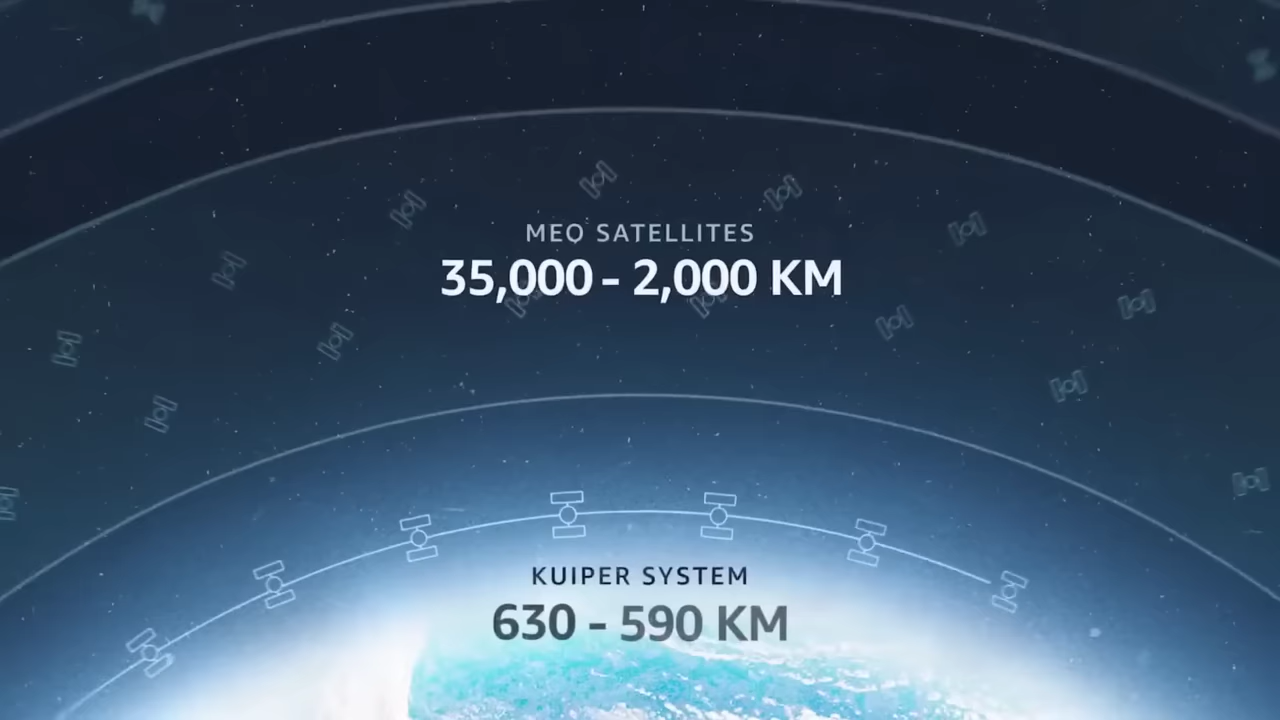 MEO SATELLITES
35,000 - 2,000 KM
KUIPER SYSTEM
630 - 590 KM